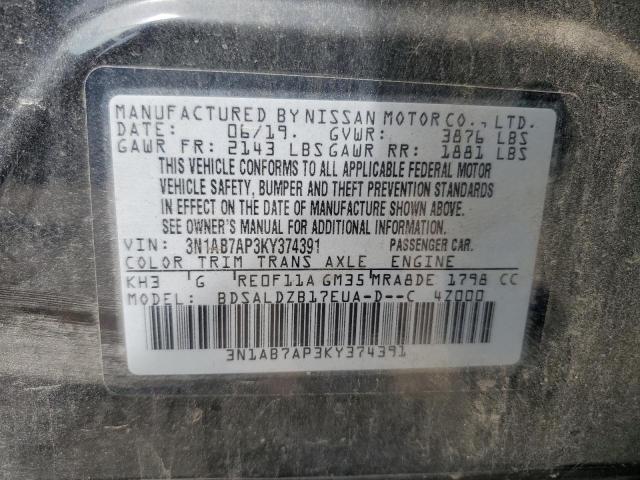 MANUFACTURED BY NISSAN MOTOR CO., LTD.
DATE: 06/19. GVWR: 3876 LBS
GAWR FR: 2143 LBS GAWR RR: 1881 LBS
THIS VEHICLE CONFORMS TO ALL APPLICABLE FEDERAL MOTOR
VEHICLE SAFETY, BUMPER AND THEFT PREVENTION STANDARDS
IN EFFECT ON THE DATE OF MANUFACTURE SHOWN ABOVE.
SEE OWNER'S MANUAL FOR ADDITIONAL INFORMATION.
VIN: 3N1AB7AP3KY374391 PASSENGER CAR.
COLOR TRIM TRANS AXLE ENGINE
KH3 G RE0F11A GM35 MRA8DE 1798 CC
MODEL: BDSALDZB17EUA-D--C 4Z000
3N1AB7AP3KY374391